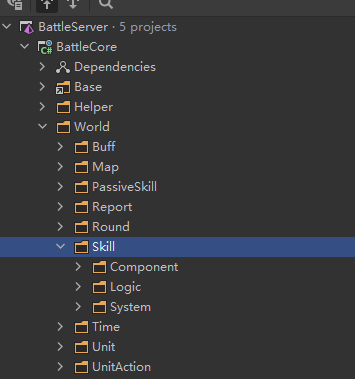 BattleServer · 5 projects
BattleCore
Dependencies
Base
Helper
World
Buff
Map
PassiveSkill
Report
Round
Skill
Component
Logic
System
Time
Unit
UnitAction